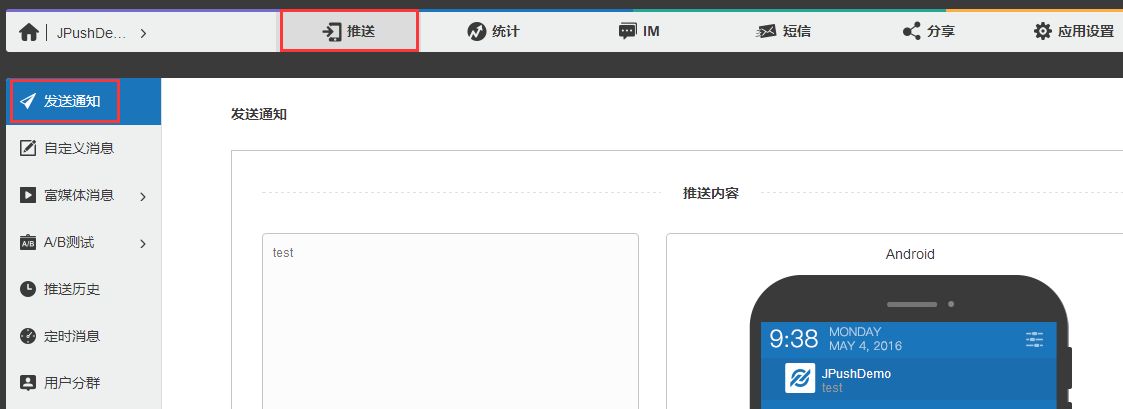 JPushDe...
推送
统计
IM
短信
分享
应用设置
发送通知
自定义消息
富媒体消息
A/B测试
推送历史
定时消息
用户分群
发送通知
推送内容
test
Android
9:38 MONDAY
MAY 4, 2016
JPushDemo
test